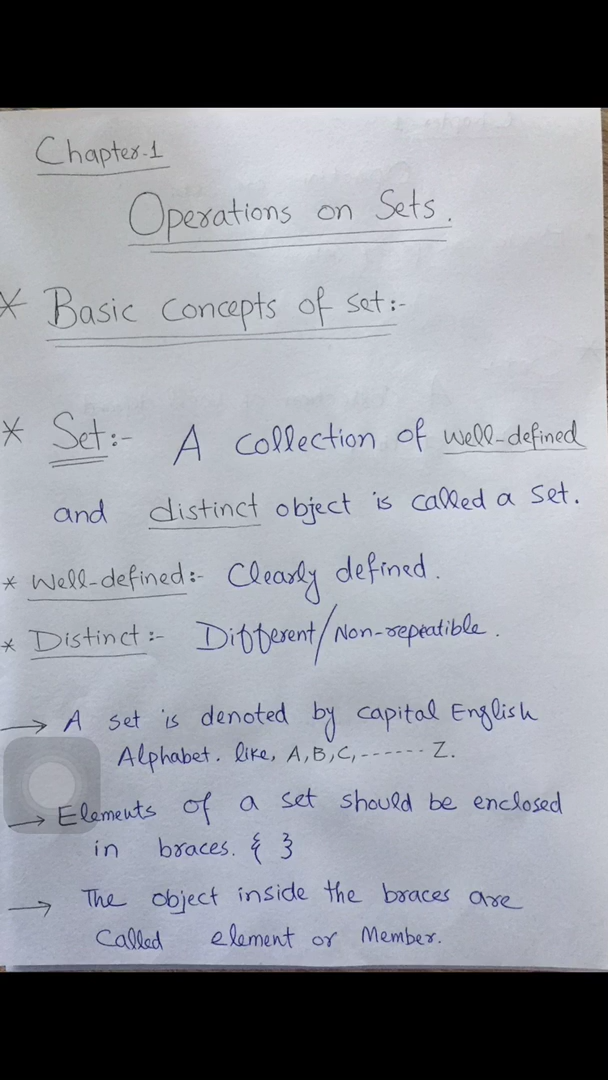 Chapter-1
Operations on Sets.
* Basic concepts of set:-
* Set:- A collection of well-defined
and distinct object is called a set.
* Well-defined:- Clearly defined.
* Distinct:- Different/Non-repeatible.
→ A set is denoted by capital English
Alphabet. like, A,B,C,------- Z.
→ Elements of a set should be enclosed
in braces. { }
→ The object inside the braces are
called element or Member.